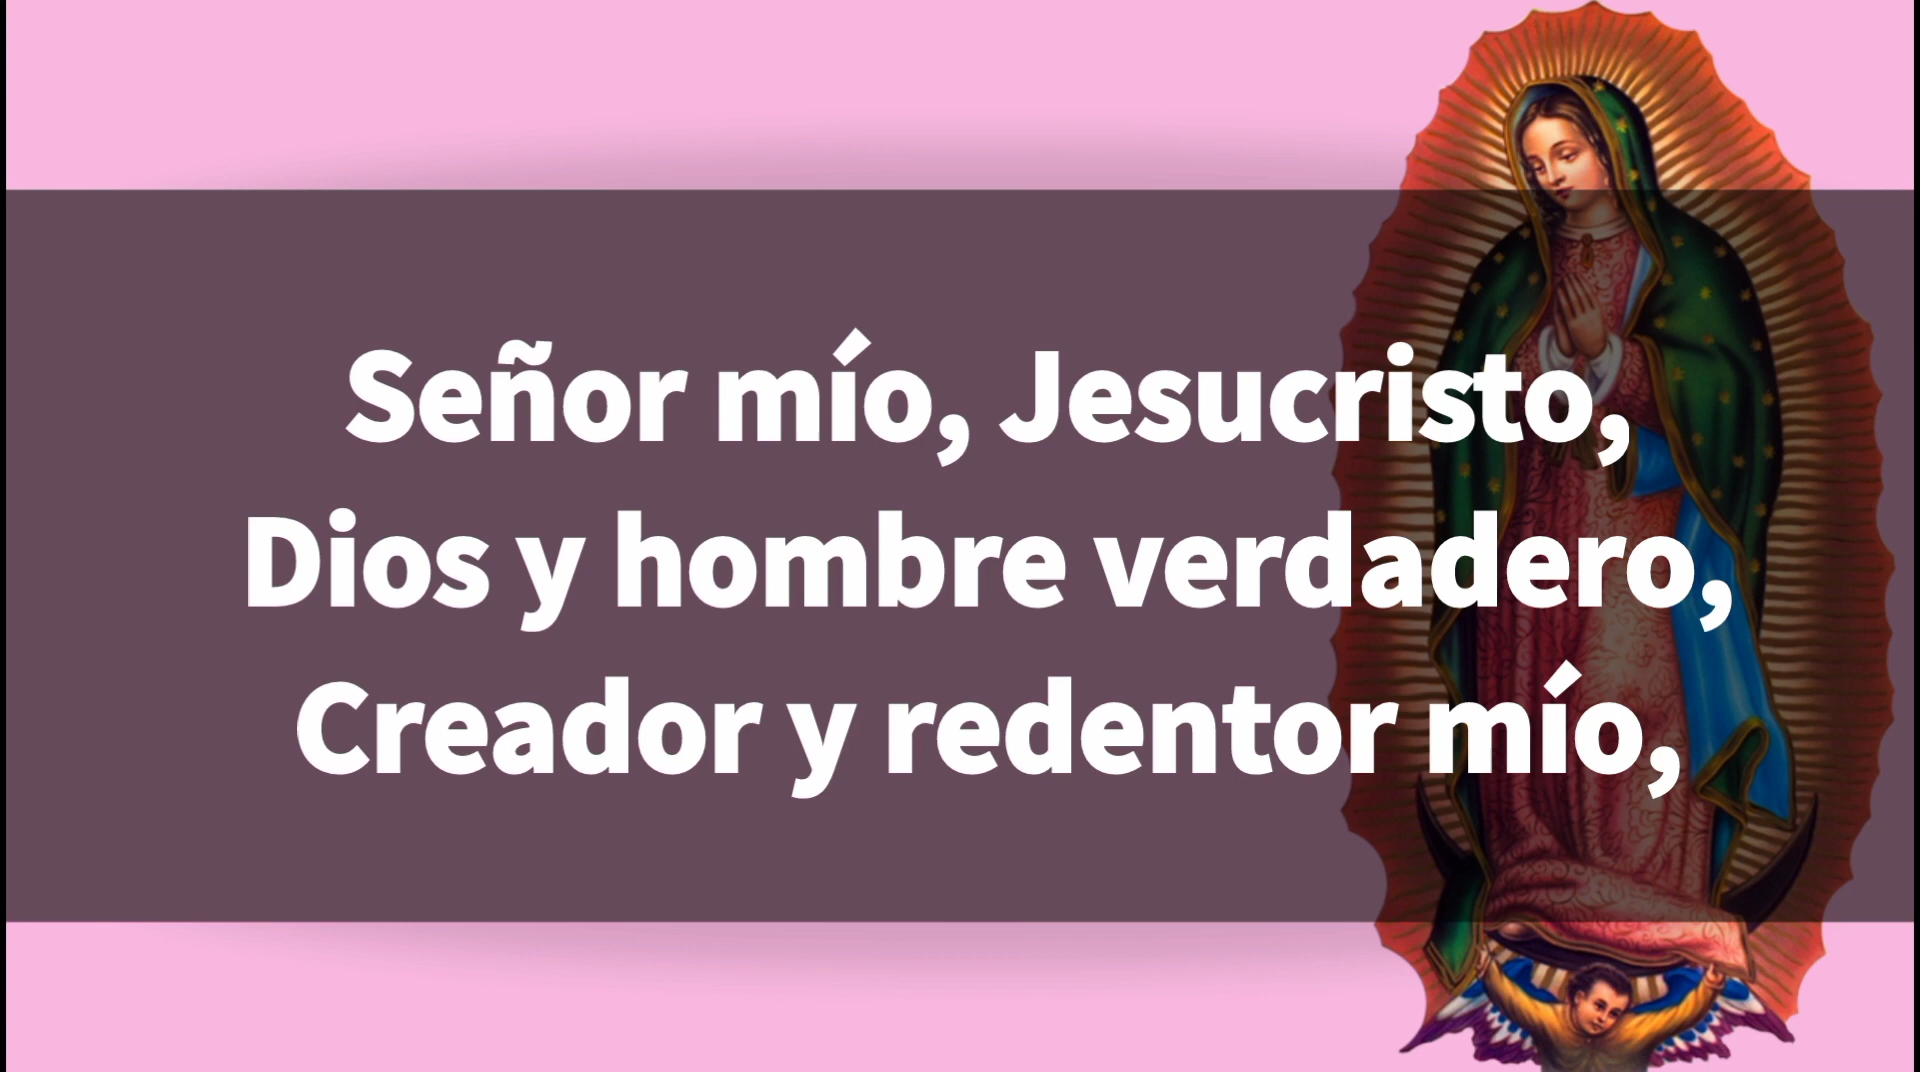 Señor mío, Jesucristo,
Dios y hombre verdadero,
Creador y redentor mío,